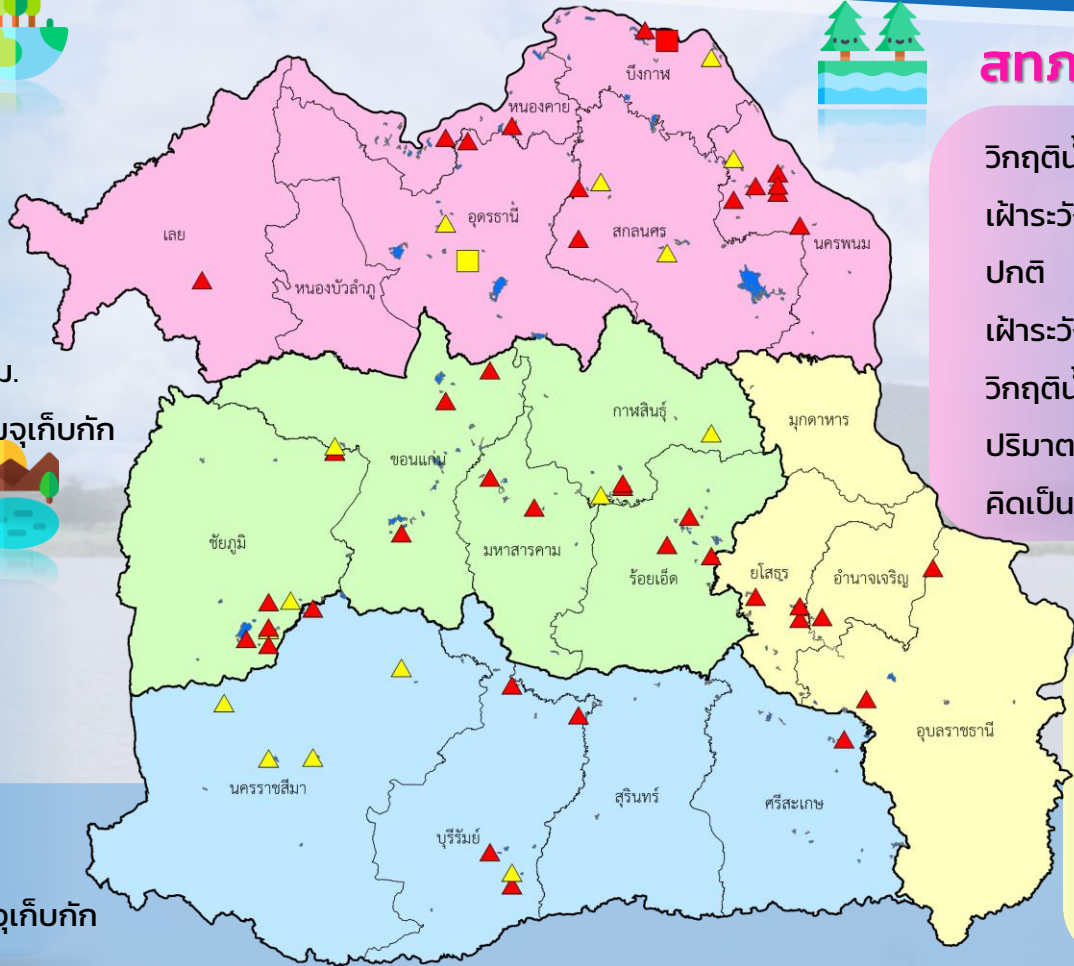 สทภ
วิกฤติน้
เฝ้าระวัง
ปกติ
เฝ้าระวัง
วิกฤติน้
ปริมาต
คิดเป็น
ม.
มจุเก็บกัก
จุเก็บกัก
บึงกาฬ
หนองคาย
เลย
อุดรธานี
สกลนคร
นครพนม
หนองบัวลำภู
กาฬสินธุ์
มุกดาหาร
ขอนแก่น
ชัยภูมิ
มหาสารคาม
ร้อยเอ็ด
ยโสธร
อำนาจเจริญ
อุบลราชธานี
นครราชสีมา
สุรินทร์
ศรีสะเกษ
บุรีรัมย์